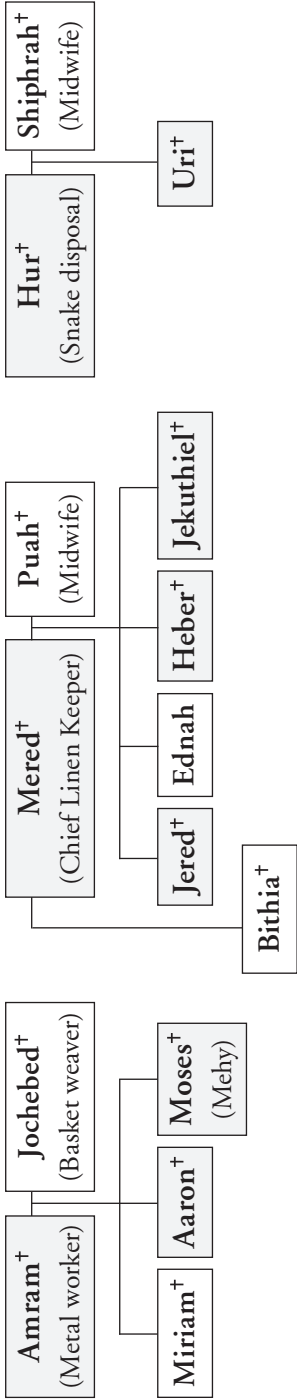 Amram†
(Metal worker)
Jochebed†
(Basket weaver)
Miriam†
Aaron†
Moses†
(Mehy)
Mered†
(Chief Linen Keeper)
Puah†
(Midwife)
Bithia†
Jered†
Ednah
Heber†
Jekuthiel†
Hur†
(Snake disposal)
Shiphrah†
(Midwife)
Uri†